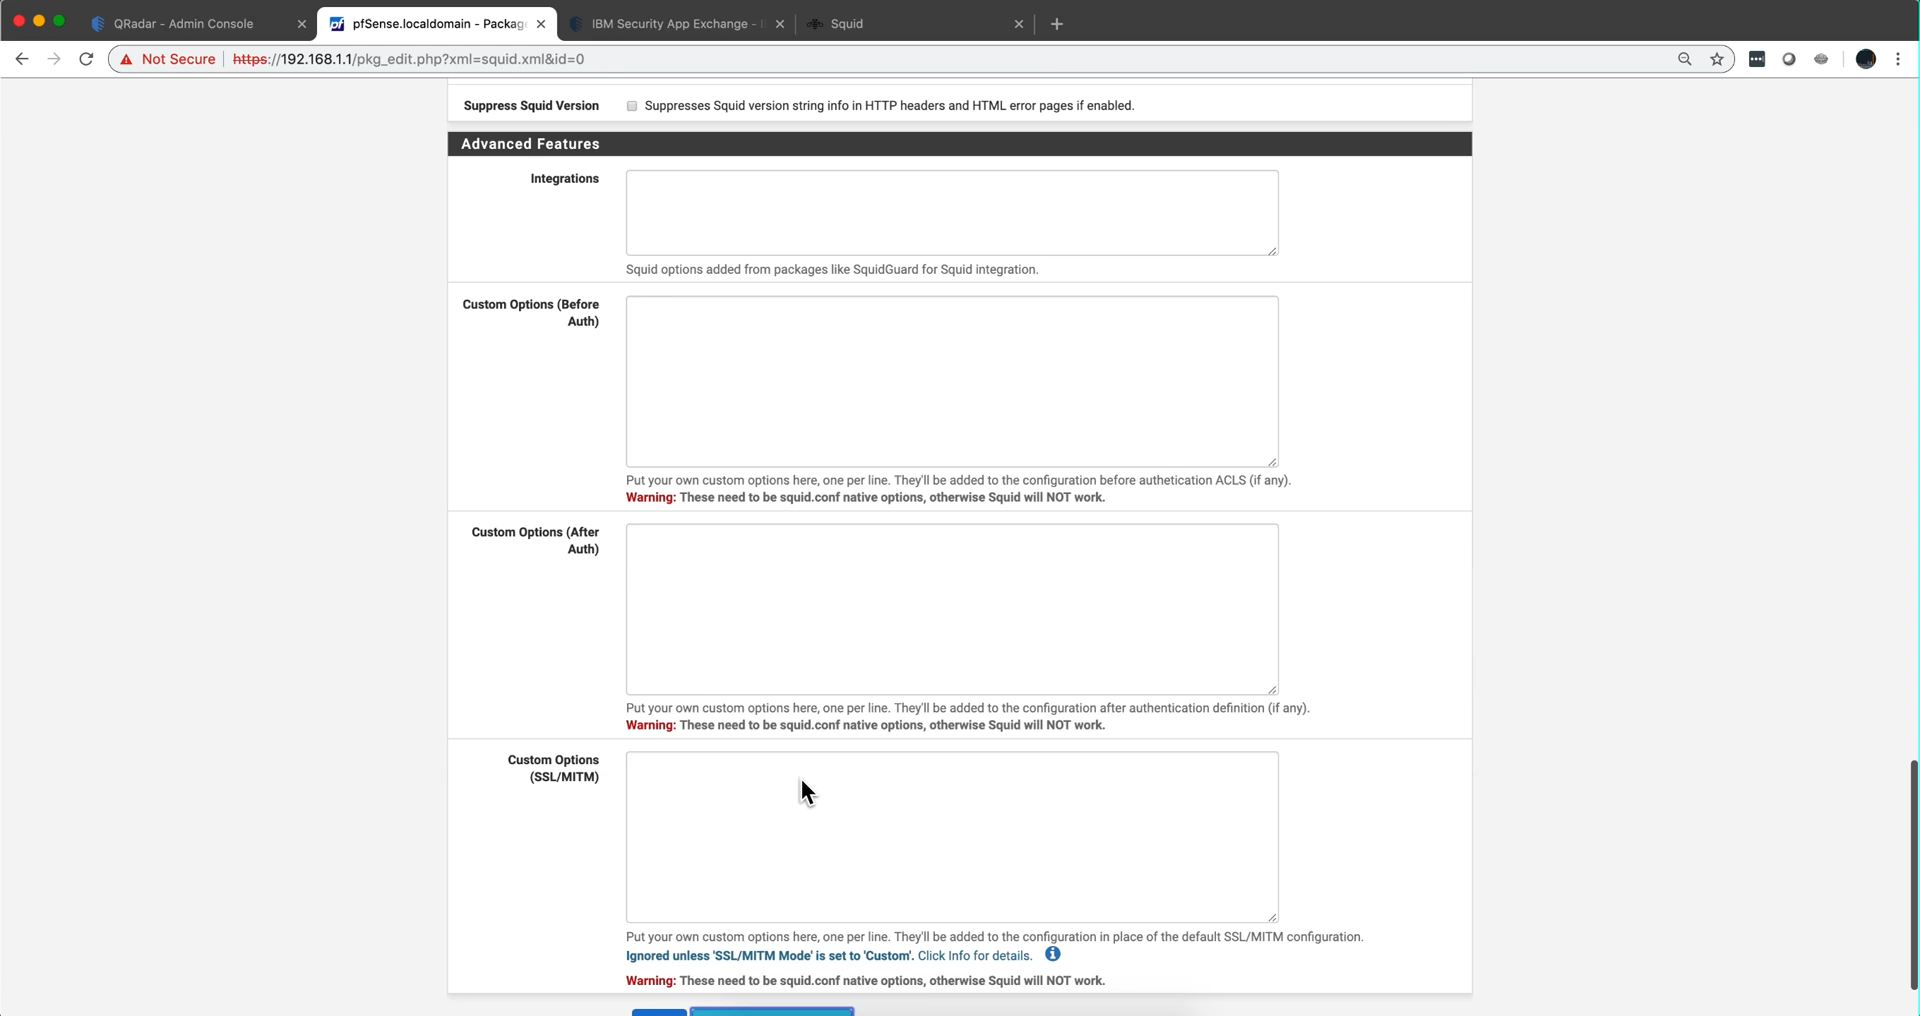 QRadar - Admin Console
pfSense.localdomain - Package
IBM Security App Exchange -
Squid
Not Secure
https://192.168.1.1/pkg_edit.php?xml=squid.xml&id=0
Suppress Squid Version
Suppresses Squid version string info in HTTP headers and HTML error pages if enabled.
Advanced Features
Integrations
Squid options added from packages like SquidGuard for Squid integration.
Custom Options (Before
Auth)
Put your own custom options here, one per line. They'll be added to the configuration before authetication ACLS (if any).
Warning: These need to be squid.conf native options, otherwise Squid will NOT work.
Custom Options (After
Auth)
Put your own custom options here, one per line. They'll be added to the configuration after authentication definition (if any).
Warning: These need to be squid.conf native options, otherwise Squid will NOT work.
Custom Options
(SSL/MITM)
Put your own custom options here, one per line. They'll be added to the configuration in place of the default SSL/MITM configuration.
Ignored unless 'SSL/MITM Mode' is set to 'Custom'. Click Info for details.
Warning: These need to be squid.conf native options, otherwise Squid will NOT work.